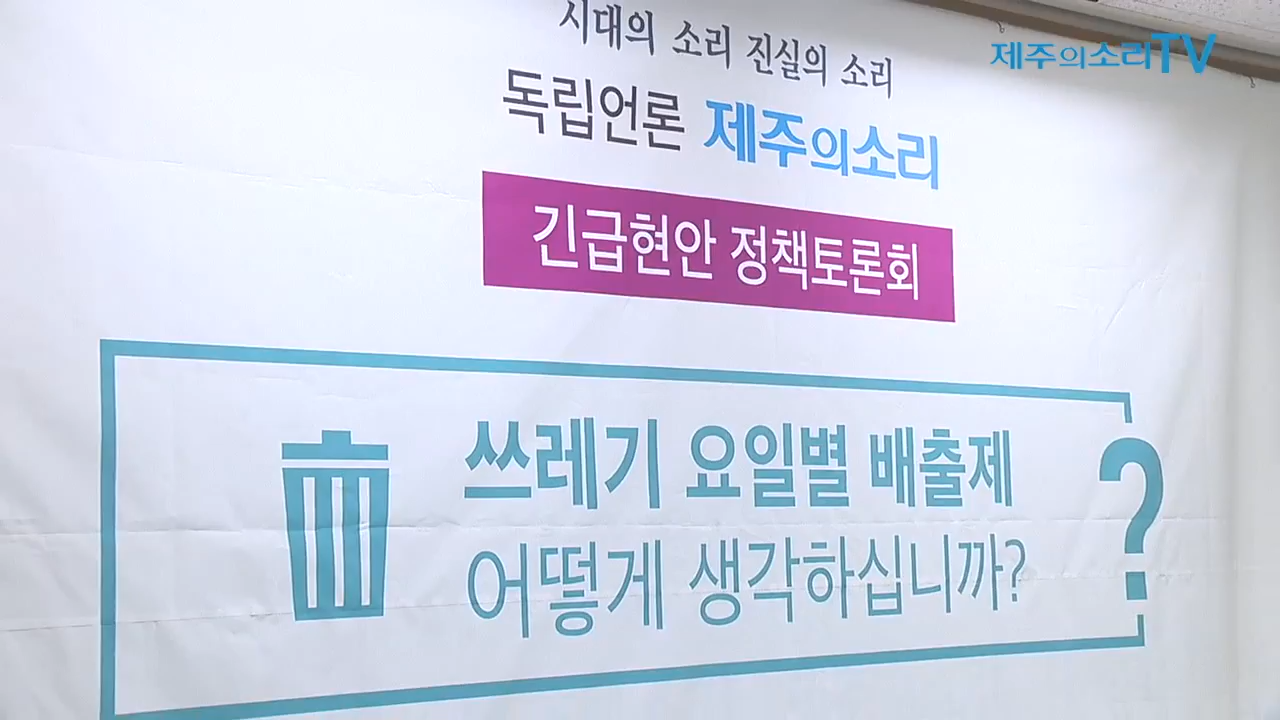 제주의소리TV
시대의 소리 진실의 소리
독립언론 제주의소리
긴급현안 정책토론회
쓰레기 요일별 배출제
어떻게 생각하십니까?
?